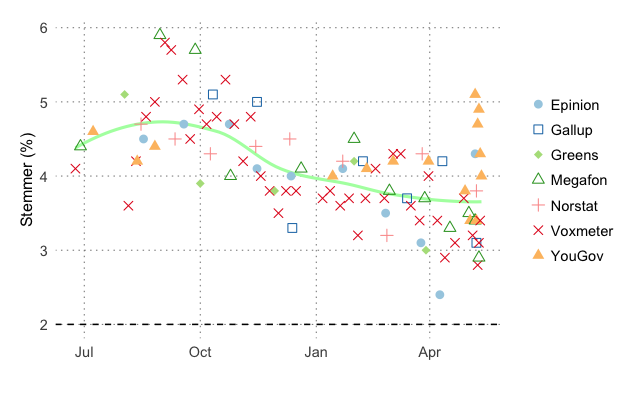 6
5
4
3
2
Stemmer (%)
Jul
Oct
Jan
Apr
Epinion
Gallup
Greens
Megafon
Norstat
Voxmeter
YouGov